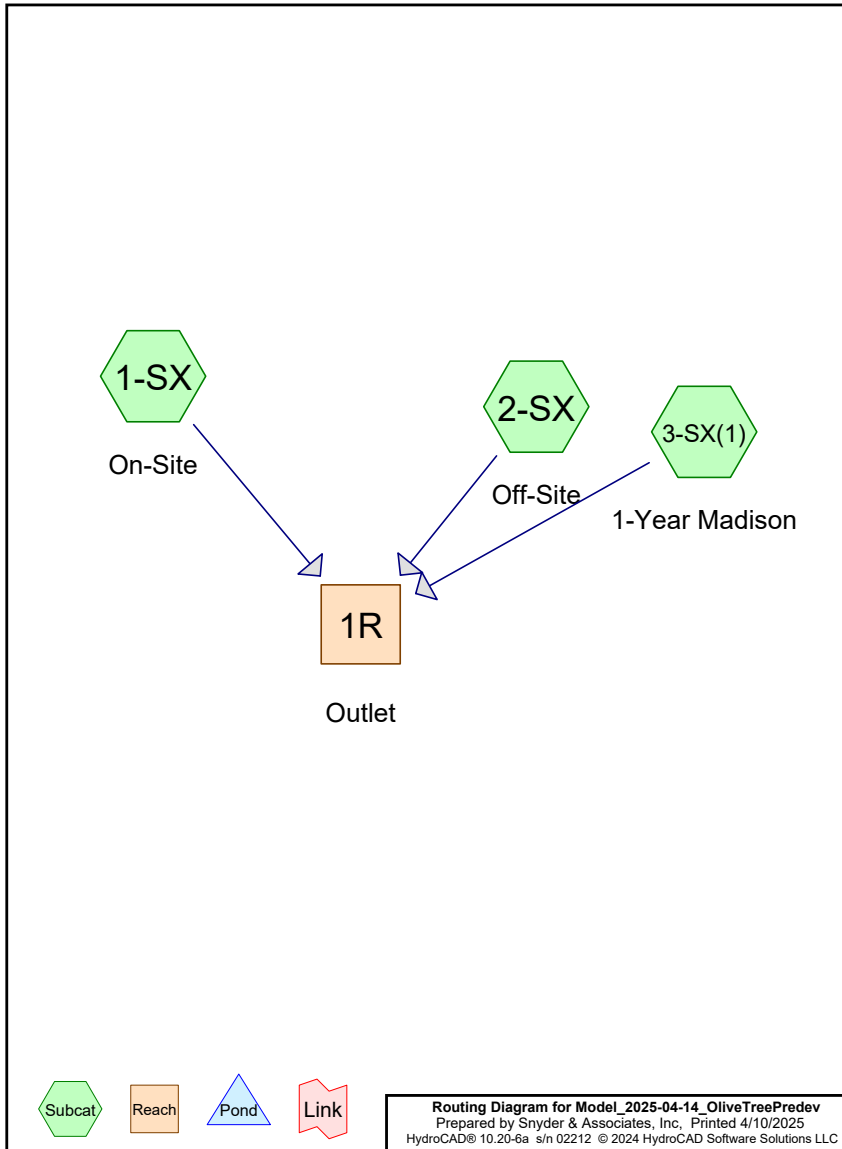 1-SX
On-Site
2-SX
Off-Site
3-SX(1)
1-Year Madison
1R
Outlet
Subcat
Reach
Pond
Link
Routing Diagram for Model_2025-04-14_OliveTreePredev
Prepared by Snyder & Associates, Inc, Printed 4/10/2025
HydroCAD® 10.20-6a s/n 02212 © 2024 HydroCAD Software Solutions LLC